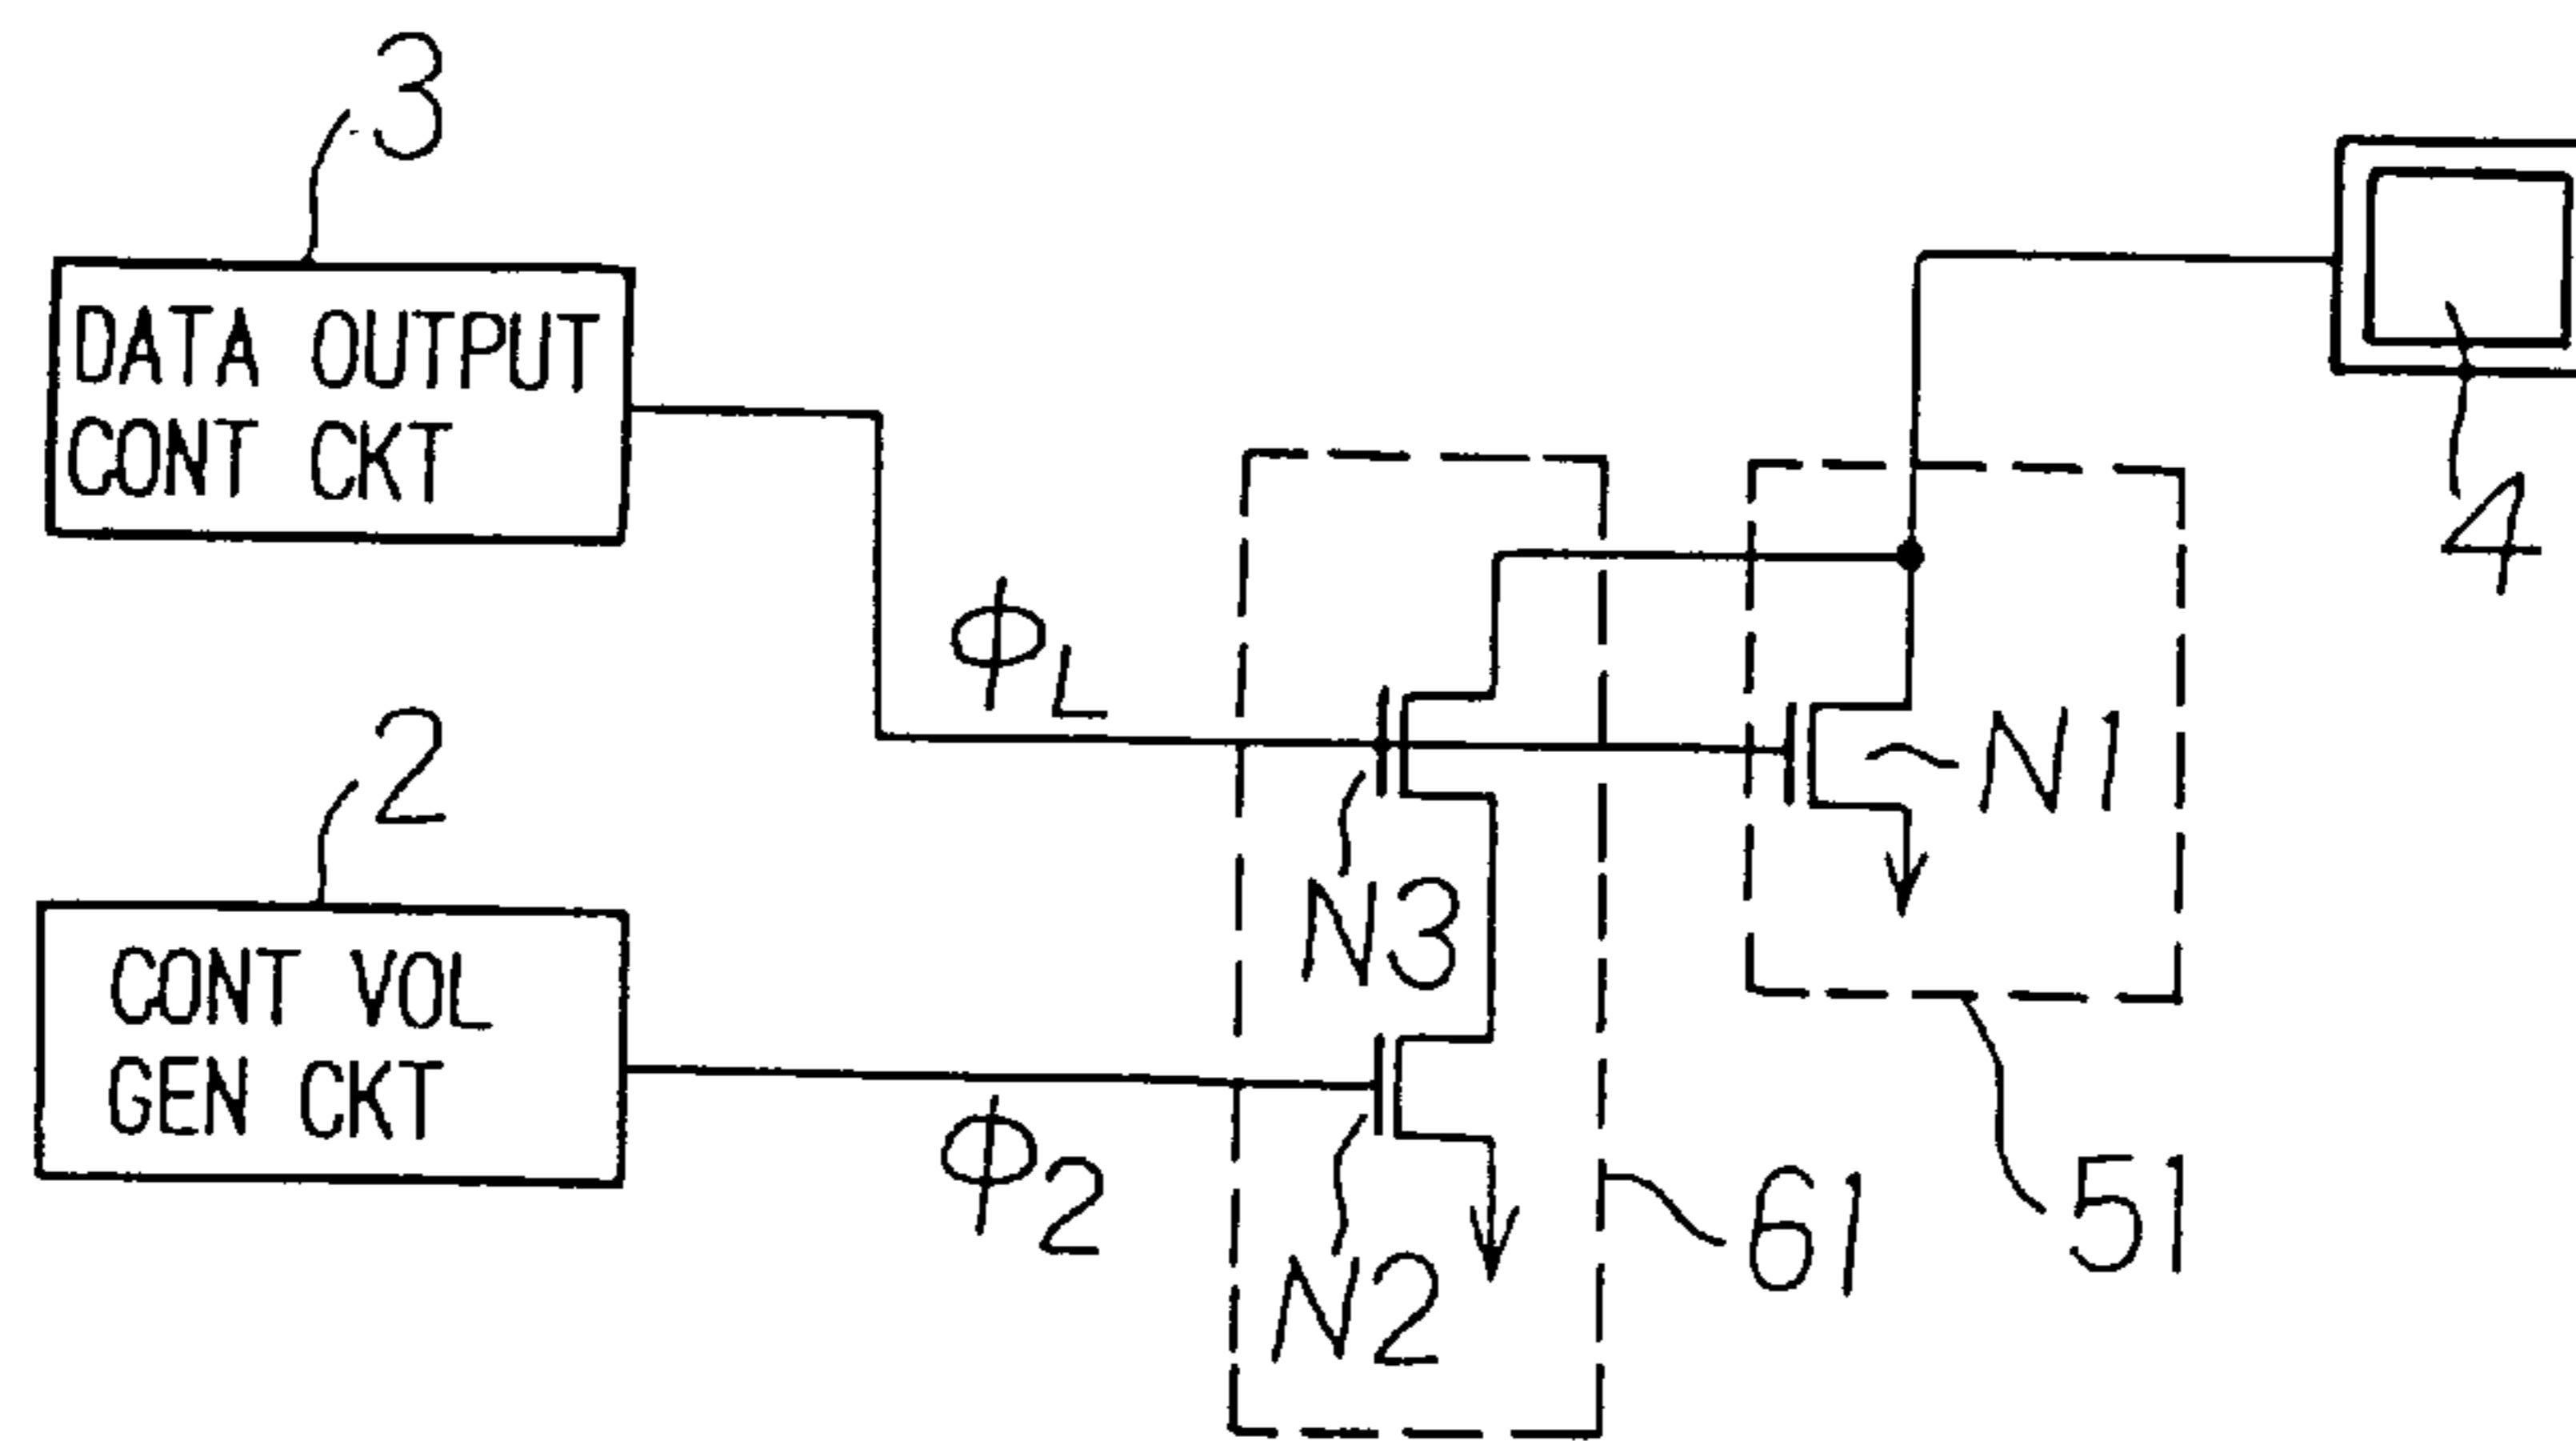 3
DATA OUTPUT
CONT CKT
4
ϕL
N1
2
N3
CONT VOL
GEN CKT
ϕ2
N2
61
51